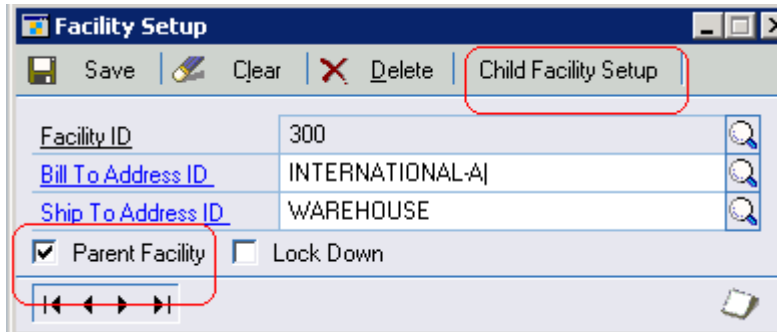 Facility Setup
Save Clear Delete Child Facility Setup
Facility ID 300
Bill To Address ID INTERNATIONAL-A
Ship To Address ID WAREHOUSE
Parent Facility Lock Down